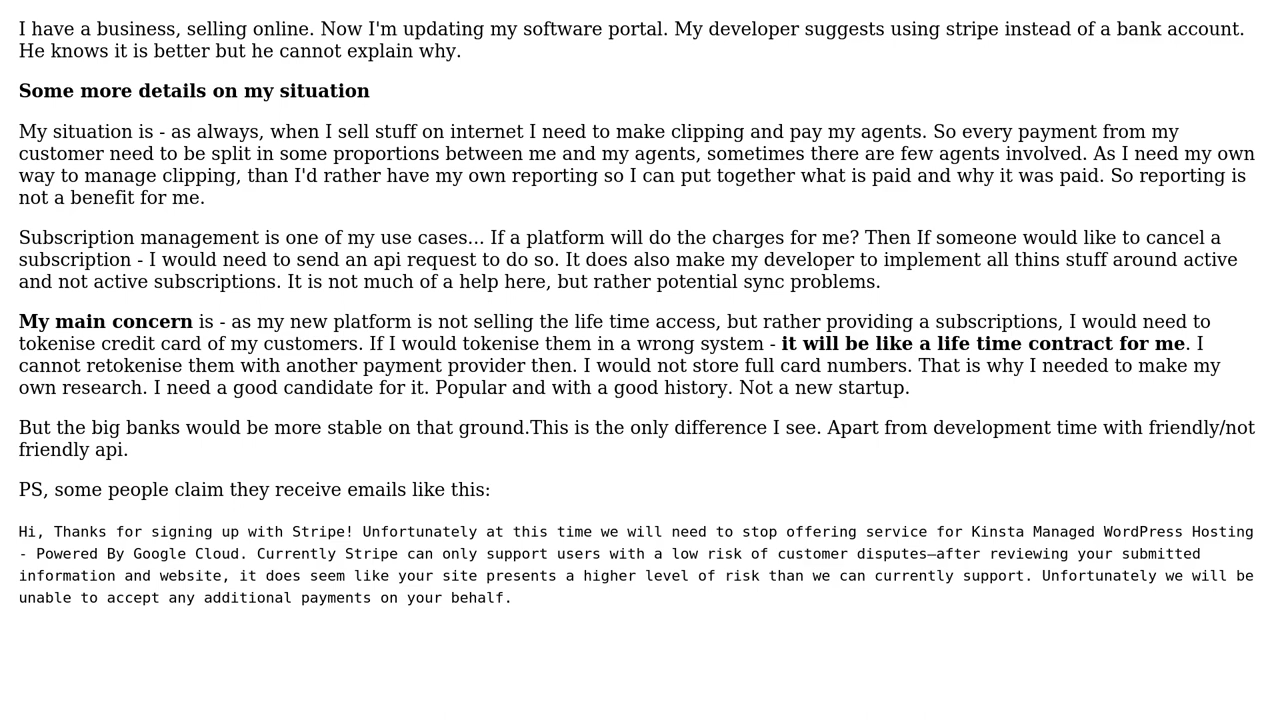 I have a business, selling online. Now I'm updating my software portal. My developer suggests using stripe instead of a bank account.
He knows it is better but he cannot explain why.
Some more details on my situation
My situation is - as always, when I sell stuff on internet I need to make clipping and pay my agents. So every payment from my
customer need to be split in some proportions between me and my agents, sometimes there are few agents involved. As I need my own
way to manage clipping, than I'd rather have my own reporting so I can put together what is paid and why it was paid. So reporting is
not a benefit for me.
Subscription management is one of my use cases... If a platform will do the charges for me? Then If someone would like to cancel a
subscription - I would need to send an api request to do so. It does also make my developer to implement all thins stuff around active
and not active subscriptions. It is not much of a help here, but rather potential sync problems.
My main concern is - as my new platform is not selling the life time access, but rather providing a subscriptions, I would need to
tokenise credit card of my customers. If I would tokenise them in a wrong system - it will be like a life time contract for me. I
cannot retokenise them with another payment provider then. I would not store full card numbers. That is why I needed to make my
own research. I need a good candidate for it. Popular and with a good history. Not a new startup.
But the big banks would be more stable on that ground.This is the only difference I see. Apart from development time with friendly/not
friendly api.
PS, some people claim they receive emails like this:
Hi, Thanks for signing up with Stripe! Unfortunately at this time we will need to stop offering service for Kinsta Managed WordPress Hosting
- Powered By Google Cloud. Currently Stripe can only support users with a low risk of customer disputes—after reviewing your submitted
information and website, it does seem like your site presents a higher level of risk than we can currently support. Unfortunately we will be
unable to accept any additional payments on your behalf.